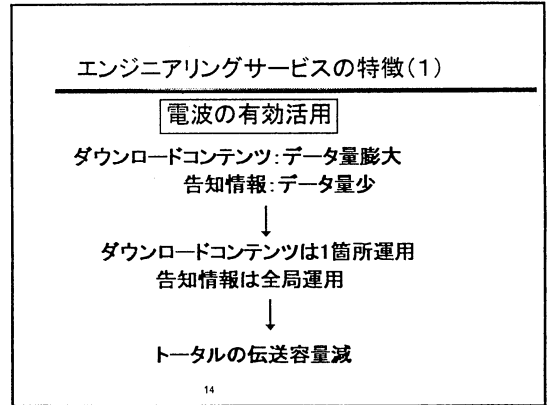 エンジニアリングサービスの特徴(1)
電波の有効活用
ダウンロードコンテンツ:データ量膨大
告知情報:データ量少
↓
ダウンロードコンテンツは1箇所運用
告知情報は全局運用
↓
トータルの伝送容量減
14